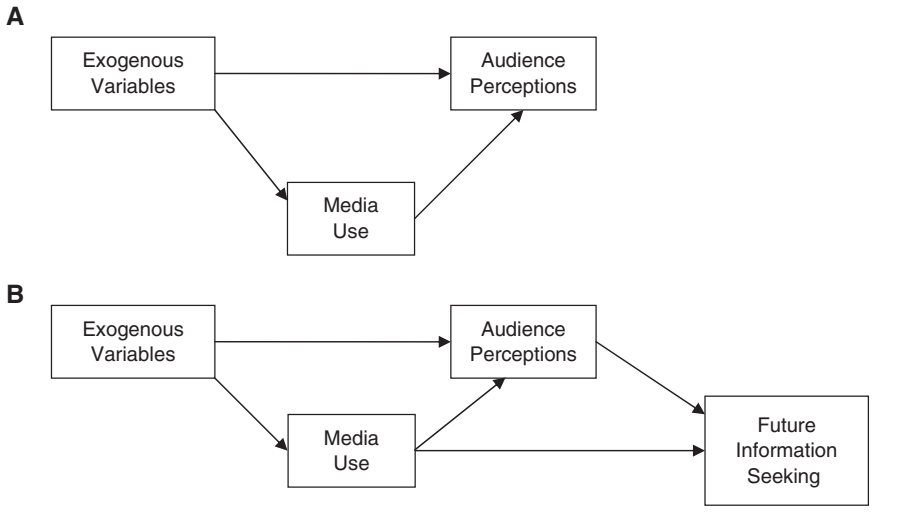 A
Exogenous
Variables
Audience
Perceptions
Media
Use
B
Exogenous
Variables
Audience
Perceptions
Media
Use
Future
Information
Seeking